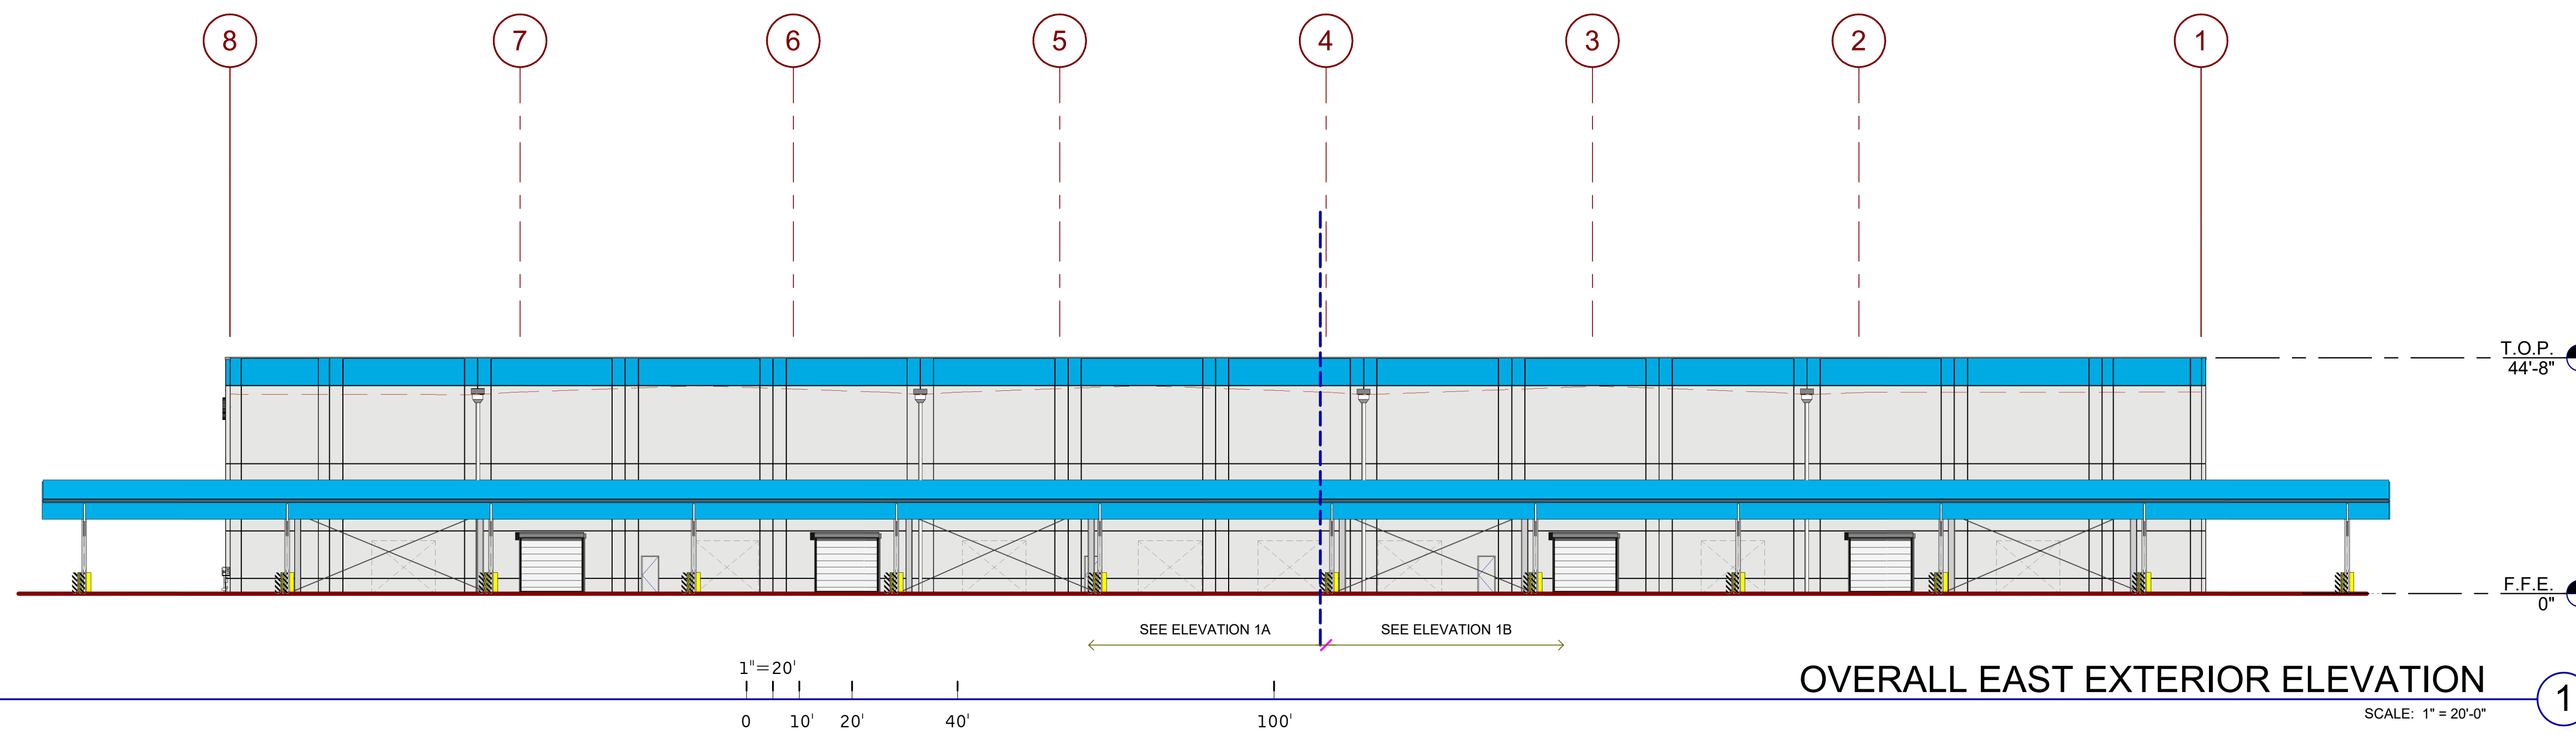 8 7 6 5 4 3 2 1
T.O.P.
44'-8"
F.F.E.
0"
SEE ELEVATION 1A SEE ELEVATION 1B
1"=20'
0 10' 20' 40' 100'
OVERALL EAST EXTERIOR ELEVATION
1
SCALE: 1" = 20'-0"